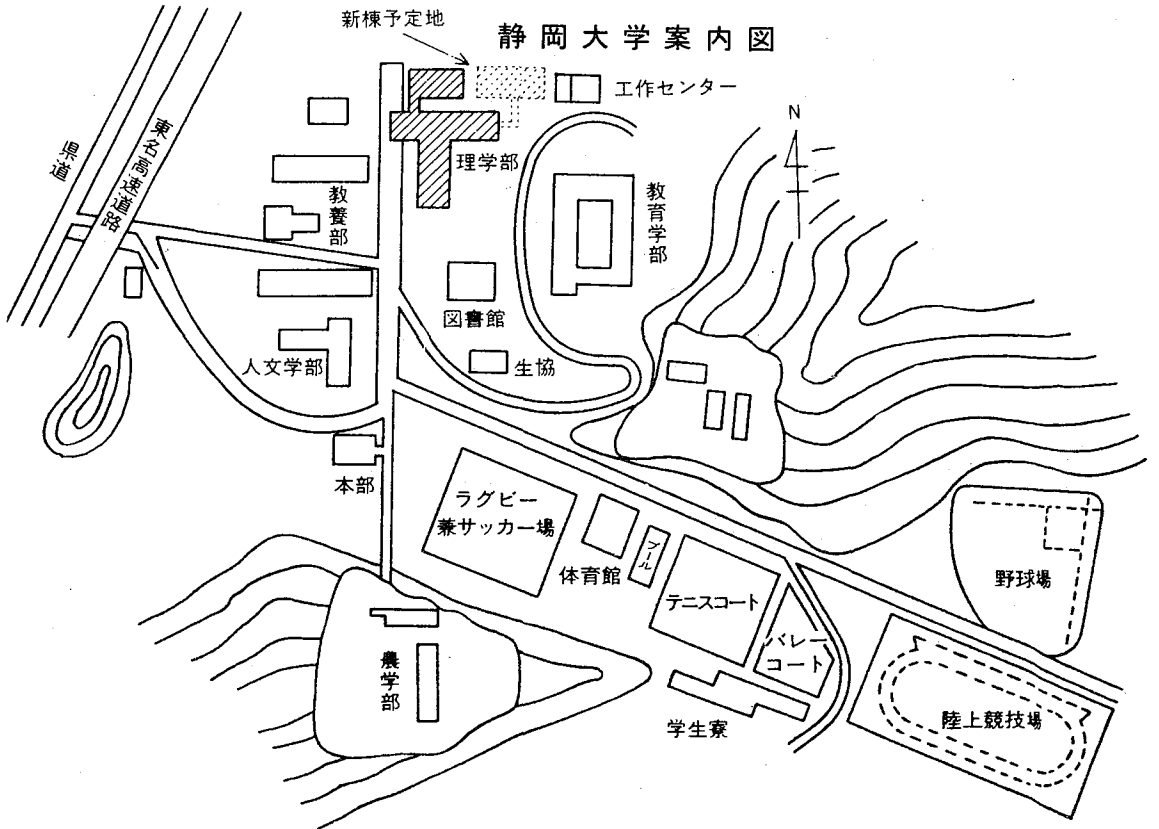 新棟予定地
静岡大学案内図
工作センター
N
県道
東名高速道路
理学部
教養部
教育学部
図書館
人文学部
生協
本部
ラグビー
兼サッカー場
体育館
プール
テニスコート
バレー
コート
野球場
農学部
学生寮
陸上競技場